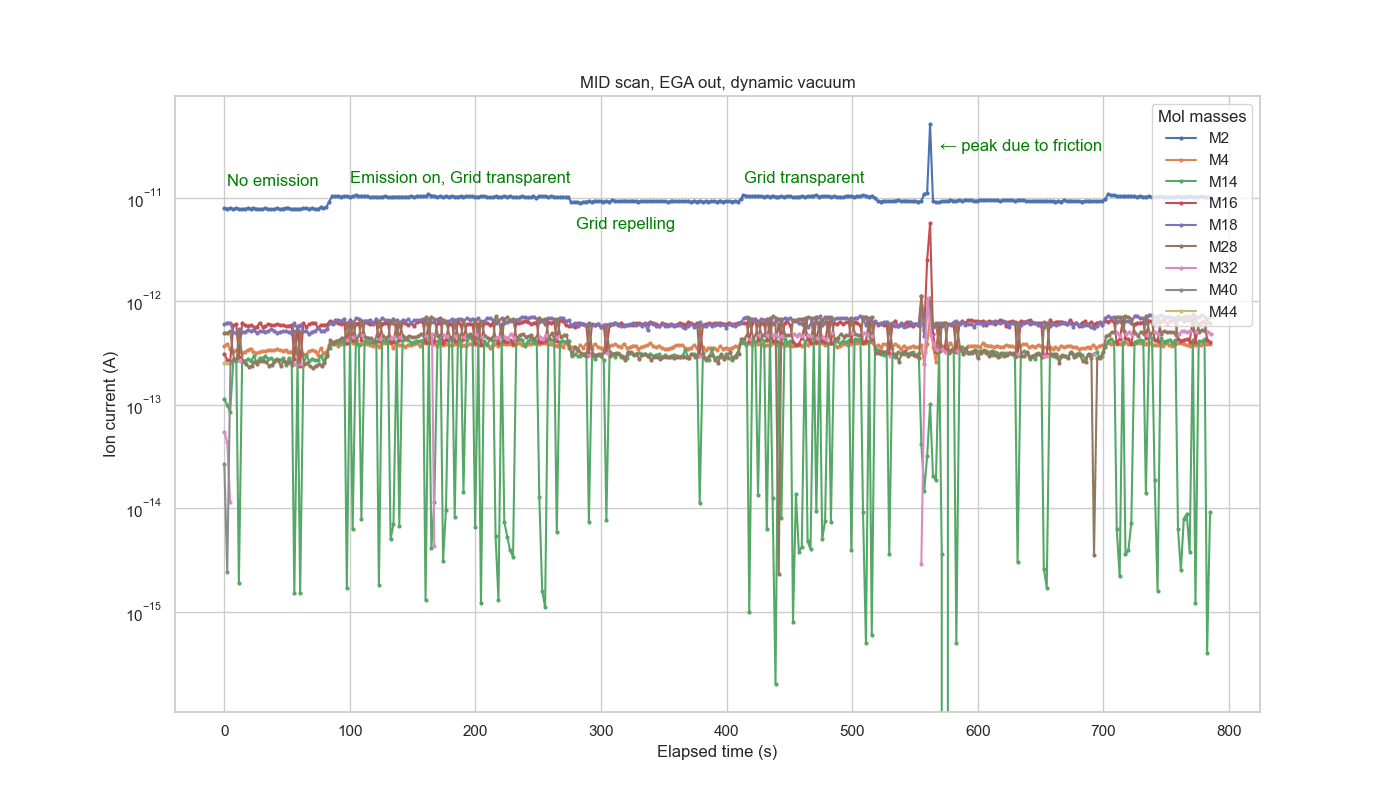 MID scan, EGA out, dynamic vacuum
Mol masses
M2
M4
M14
M16
M18
M28
M32
M40
M44
← peak due to friction
No emission
Emission on, Grid transparent
Grid transparent
Grid repelling
Ion current (A)
10⁻¹¹
10⁻¹²
10⁻¹³
10⁻¹⁴
10⁻¹⁵
0 100 200 300 400 500 600 700 800
Elapsed time (s)